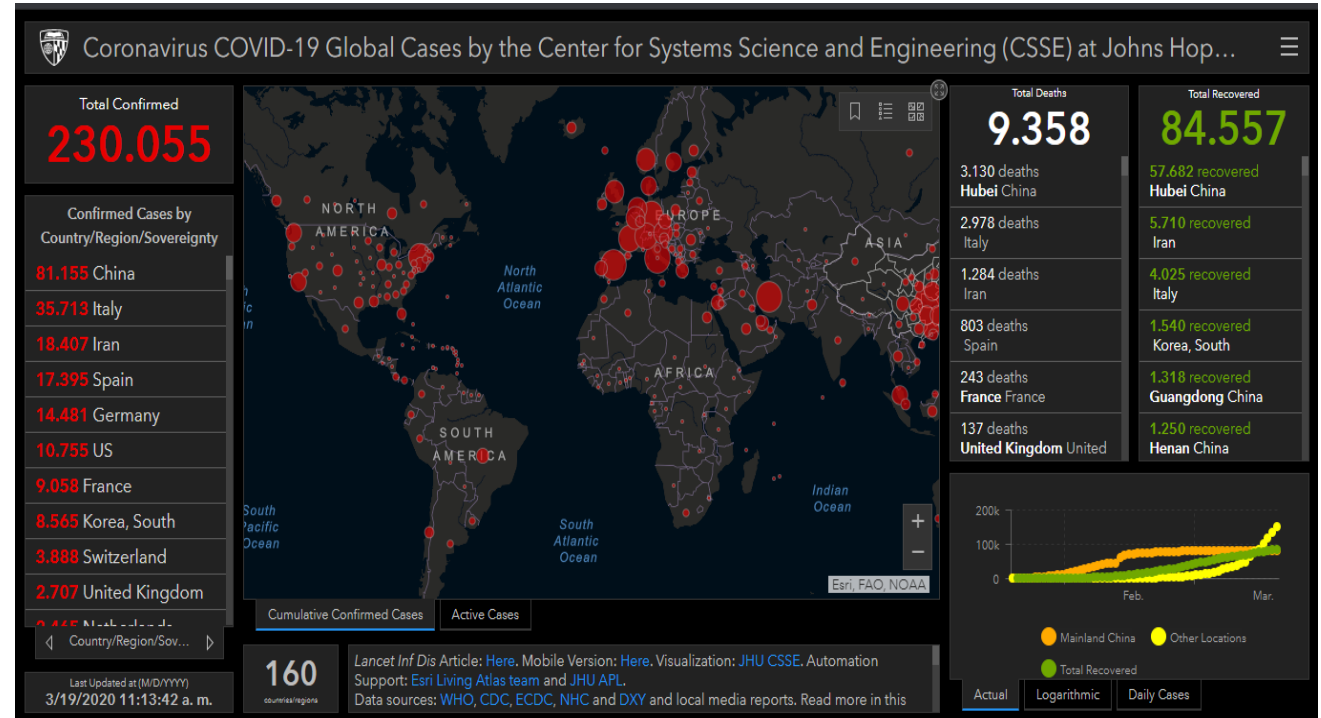 Coronavirus COVID-19 Global Cases by the Center for Systems Science and Engineering (CSSE) at Johns Hop...
Total Confirmed
230.055
Confirmed Cases by
Country/Region/Sovereignty
81.155 China
35.713 Italy
18.407 Iran
17.395 Spain
14.481 Germany
10.755 US
9.058 France
8.565 Korea, South
3.888 Switzerland
2.707 United Kingdom
Country/Region/Sov...
Last Updated at (M/D/YYYY)
3/19/2020 11:13:42 a. m.
NORTH
AMERICA
North
Atlantic
Ocean
EUROPE
ASIA
AFRICA
SOUTH
AMERICA
South
Pacific
Ocean
South
Atlantic
Ocean
Indian
Ocean
Esri, FAO, NOAA
Cumulative Confirmed Cases
Active Cases
160
countries/regions
Lancet Inf Dis Article: Here. Mobile Version: Here. Visualization: JHU CSSE. Automation
Support: Esri Living Atlas team and JHU APL.
Data sources: WHO, CDC, ECDC, NHC and DXY and local media reports. Read more in this
Total Deaths
9.358
3.130 deaths
Hubei China
2.978 deaths
Italy
1.284 deaths
Iran
803 deaths
Spain
243 deaths
France France
137 deaths
United Kingdom United
Total Recovered
84.557
57.682 recovered
Hubei China
5.710 recovered
Iran
4.025 recovered
Italy
1.540 recovered
Korea, South
1.318 recovered
Guangdong China
1.250 recovered
Henan China
200k
100k
0
Feb.
Mar.
Mainland China
Other Locations
Total Recovered
Actual
Logarithmic
Daily Cases